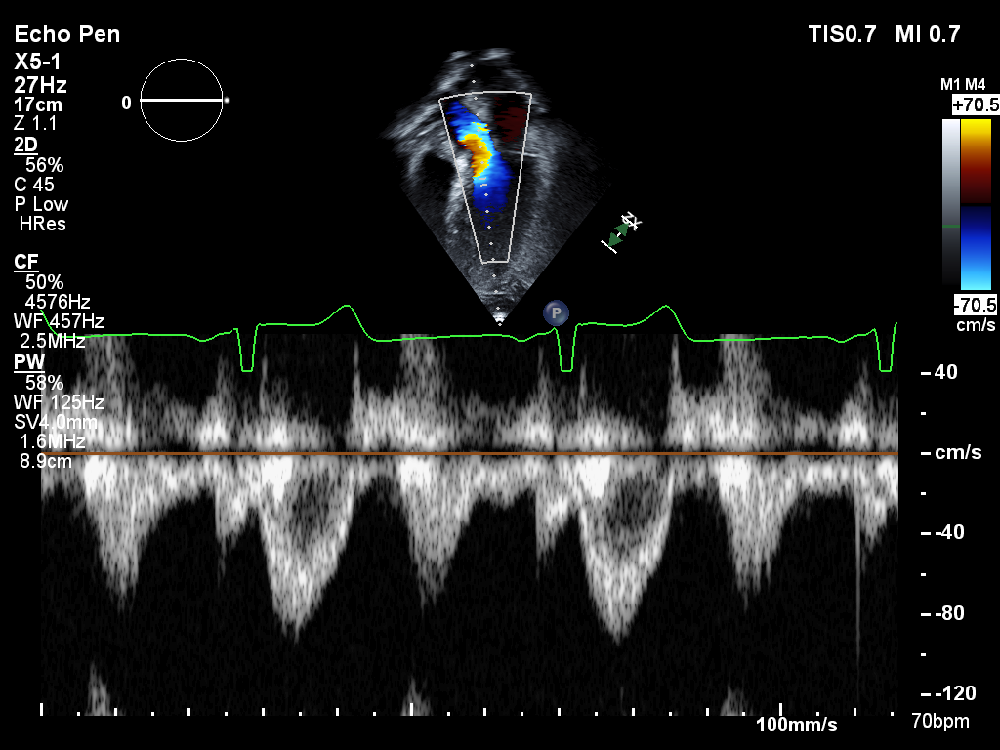 Echo Pen
TIS0.7 MI 0.7
X5-1
27Hz
17cm
Z 1.1
2D
56%
C 45
P Low
HRes
CF
50%
4576Hz
WF 457Hz
2.5MHz
PW
58%
WF 125Hz
SV4.0mm
1.6MHz
8.9cm
0
M1 M4
+70.5
-70.5
cm/s
P
40
cm/s
-40
-80
-120
100mm/s
70bpm